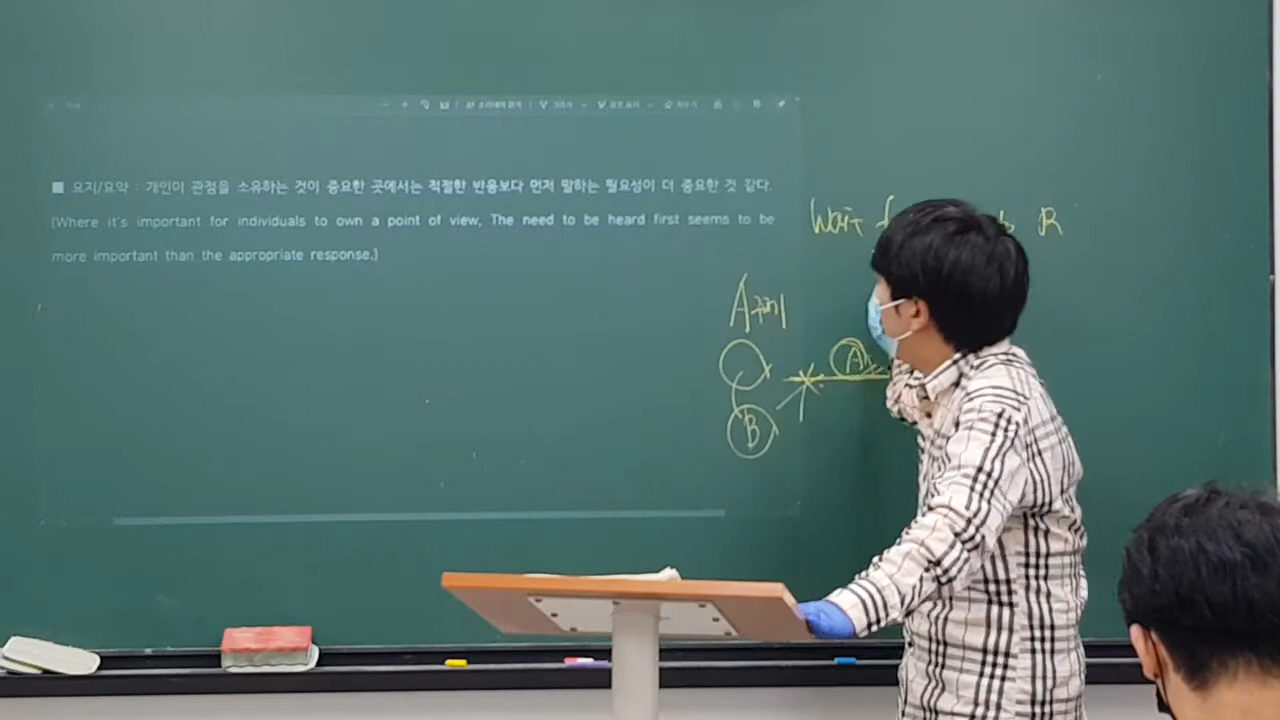 ■ 요지/요약 : 개인이 관점을 소유하는 것이 중요한 곳에서는 적절한 반응보다 먼저 말하는 필요성이 더 중요한 것 같다.
(Where it's important for individuals to own a point of view, The need to be heard first seems to be
more important than the appropriate response.)
Wait R
A
A
B